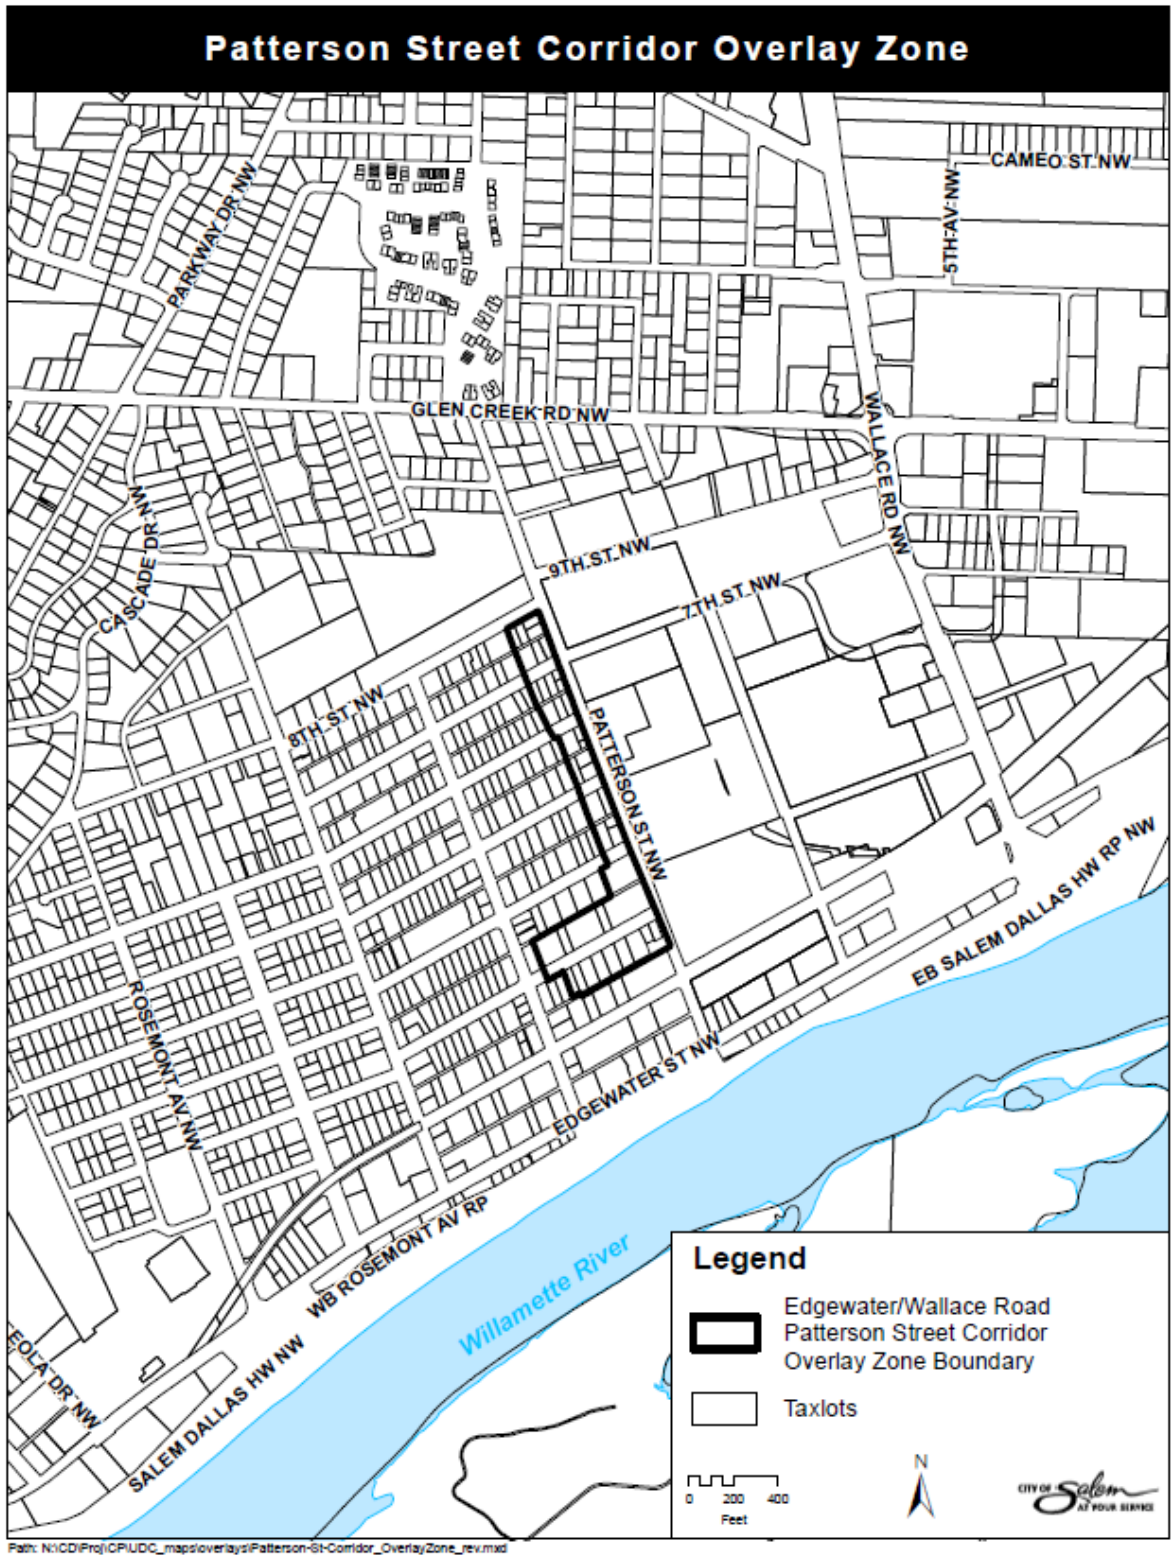 Patterson Street Corridor Overlay Zone
CAMEO ST NW
5TH AV NW
PARKWAY DR NW
GLEN CREEK RD NW
WALLACE RD NW
CASCADE DR NW
9TH ST NW
7TH ST NW
8TH ST NW
PATTERSON ST NW
EB SALEM DALLAS HW RP NW
ROSEMONT AV NW
EDGEWATER ST NW
WB ROSEMONT AV RP
Willamette River
EOLA DR NW
SALEM DALLAS HW NW
Legend
Edgewater/Wallace Road
Patterson Street Corridor
Overlay Zone Boundary
Taxlots
N
0 200 400
Feet
CITY OF Salem
AT YOUR SERVICE
Path: N:\CD\Proj\CP\UDC_maps\overlays\Patterson-St-Corridor_OverlayZone_rev.mxd